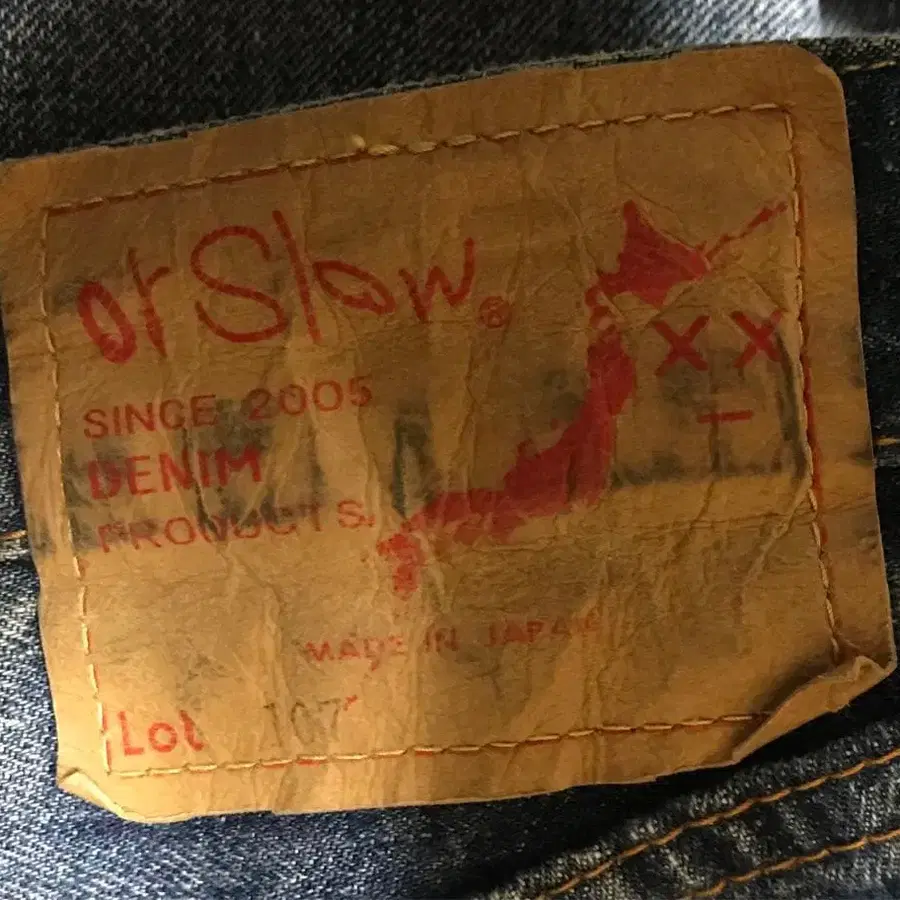 orSlow®
SINCE 2005
DENIM
PRODUCTS.
XX
MADE IN JAPAN
Lot 107